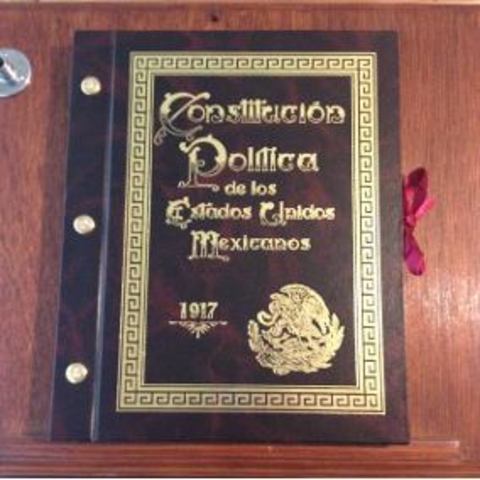 Constitución
Política
de los
Estados Unidos
Mexicanos
1917